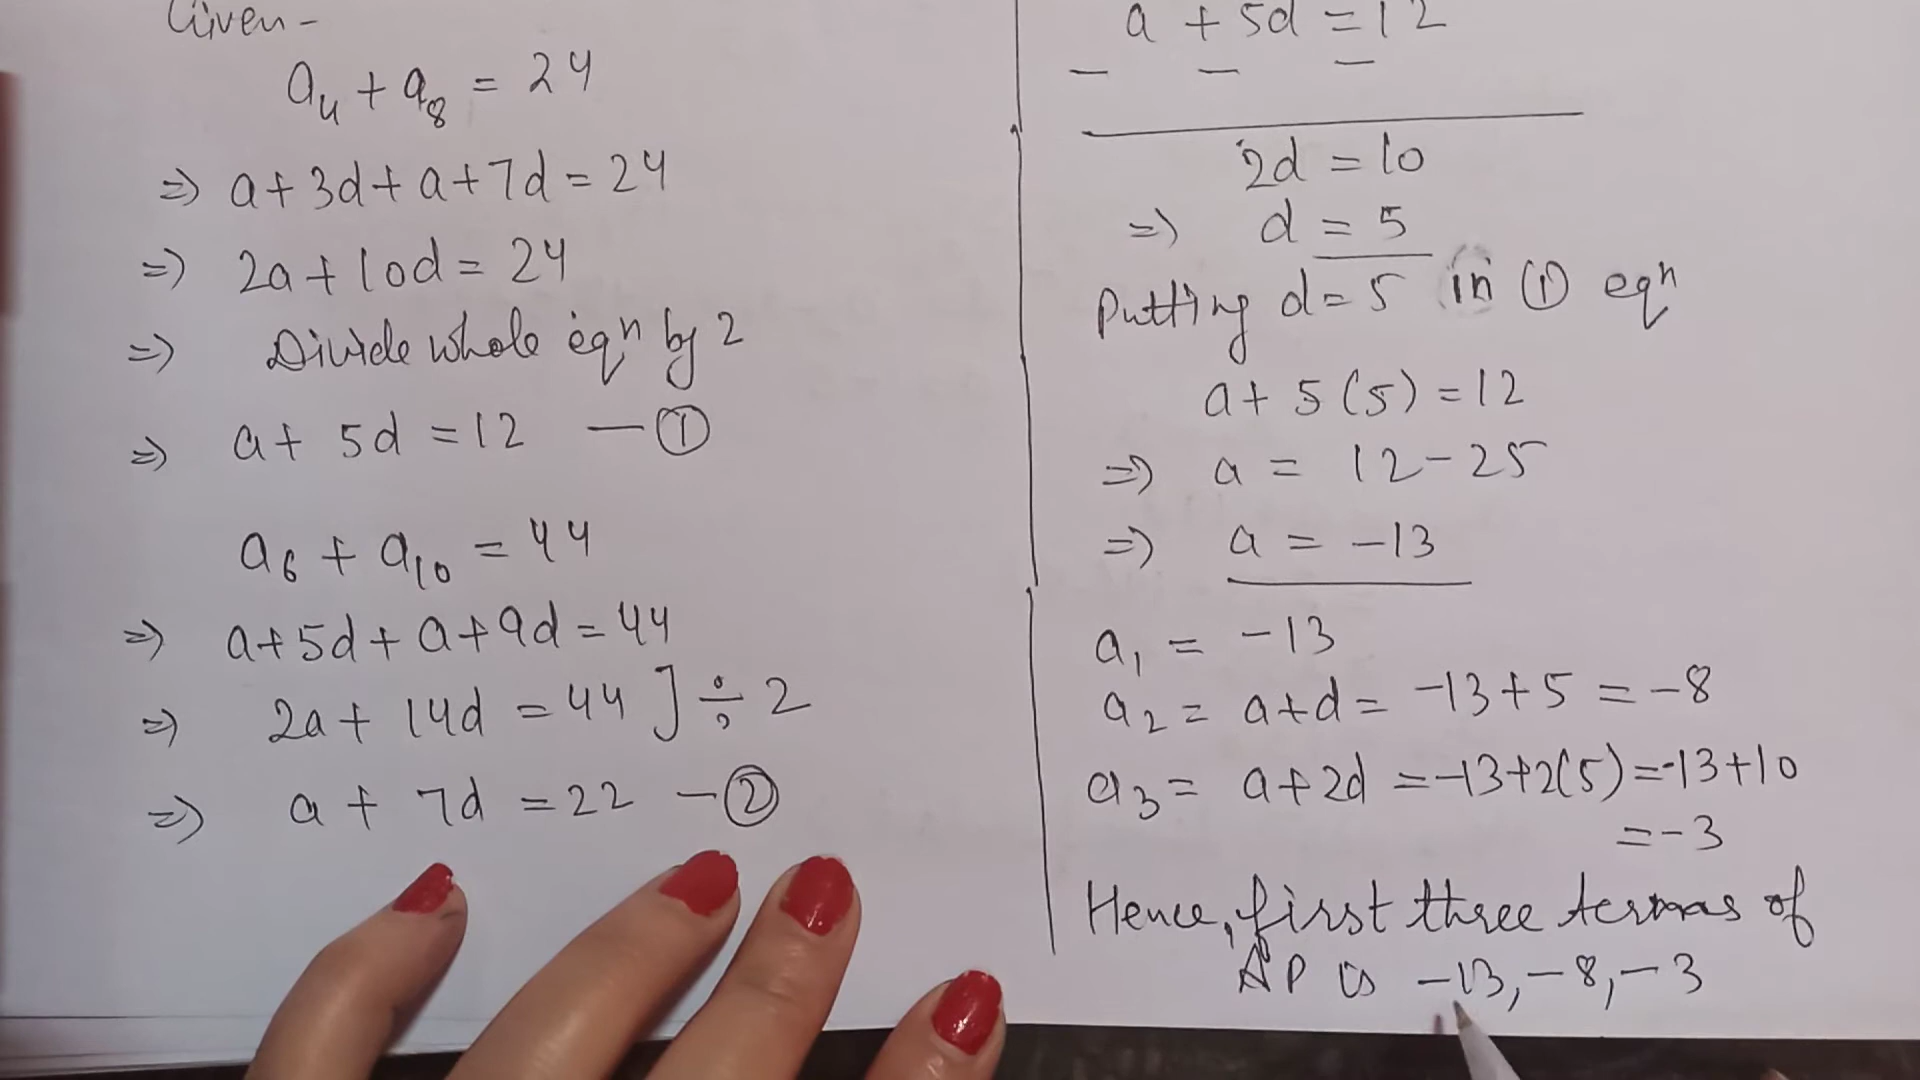 Given -
a₄ + a₈ = 24
⇒ a + 3d + a + 7d = 24
⇒ 2a + 10d = 24
⇒ Divide whole eqⁿ by 2
⇒ a + 5d = 12 — ①
a₆ + a₁₀ = 44
⇒ a + 5d + a + 9d = 44
⇒ 2a + 14d = 44 ] ÷ 2
⇒ a + 7d = 22 — ②
a + 5d = 12
— — —
2d = 10
⇒ d = 5
Putting d = 5 in ① eqⁿ
a + 5(5) = 12
⇒ a = 12 - 25
⇒ a = -13
a₁ = -13
a₂ = a + d = -13 + 5 = -8
a₃ = a + 2d = -13 + 2(5) = -13 + 10
= -3
Hence, first three terms of
AP is -13, -8, -3